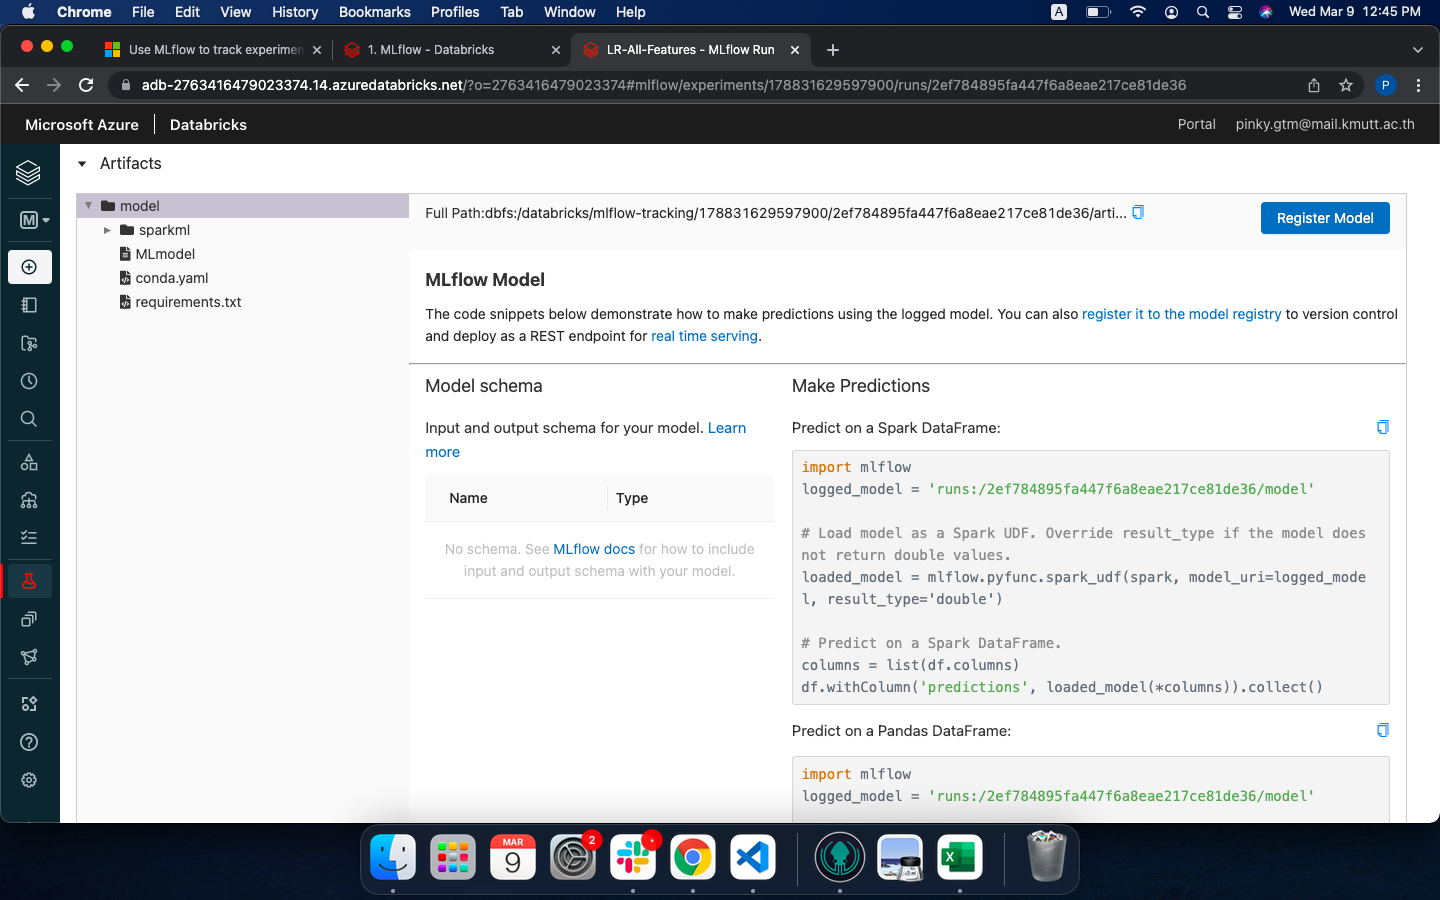 Chrome File Edit View History Bookmarks Profiles Tab Window Help A Wed Mar 9 12:45 PM
Use MLflow to track experimen 1. MLflow - Databricks LR-All-Features - MLflow Run
adb-2763416479023374.14.azuredatabricks.net/?o=2763416479023374#mlflow/experiments/178831629597900/runs/2ef784895fa447f6a8eae217ce81de36 P
Microsoft Azure Databricks Portal pinky.gtm@mail.kmutt.ac.th
Artifacts
M
model
sparkml
MLmodel
conda.yaml
requirements.txt
Full Path:dbfs:/databricks/mlflow-tracking/178831629597900/2ef784895fa447f6a8eae217ce81de36/arti...
Register Model
MLflow Model
The code snippets below demonstrate how to make predictions using the logged model. You can also register it to the model registry to version control
and deploy as a REST endpoint for real time serving.
Model schema
Input and output schema for your model. Learn
more
Name Type
No schema. See MLflow docs for how to include
input and output schema with your model.
Make Predictions
Predict on a Spark DataFrame:
import mlflow
logged_model = 'runs:/2ef784895fa447f6a8eae217ce81de36/model'
# Load model as a Spark UDF. Override result_type if the model does
not return double values.
loaded_model = mlflow.pyfunc.spark_udf(spark, model_uri=logged_mode
l, result_type='double')
# Predict on a Spark DataFrame.
columns = list(df.columns)
df.withColumn('predictions', loaded_model(*columns)).collect()
Predict on a Pandas DataFrame:
import mlflow
logged_model = 'runs:/2ef784895fa447f6a8eae217ce81de36/model'
MAR
9
2
X